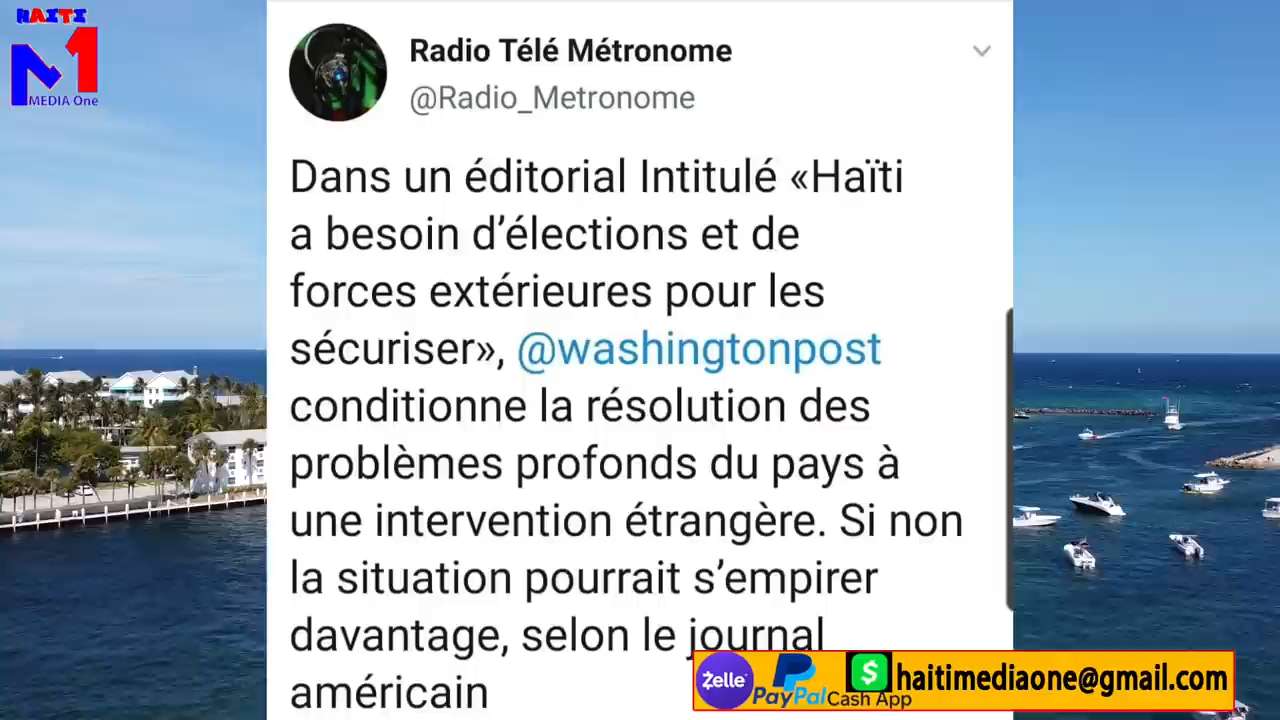 HAITI
M1
MEDIA One
Radio Télé Métronome
@Radio_Metronome
Dans un éditorial Intitulé «Haïti
a besoin d’élections et de
forces extérieures pour les
sécuriser», @washingtonpost
conditionne la résolution des
problèmes profonds du pays à
une intervention étrangère. Si non
la situation pourrait s’empirer
davantage, selon le journal
américain
Zelle PayPal $ Cash App haitimediaone@gmail.com